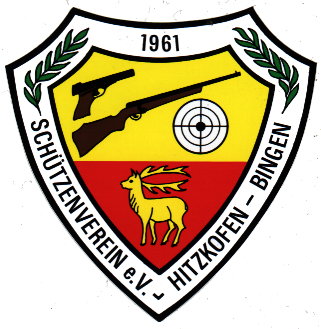 1961
SCHÜTZENVEREIN e.V. - HITZKOFEN - BINGEN